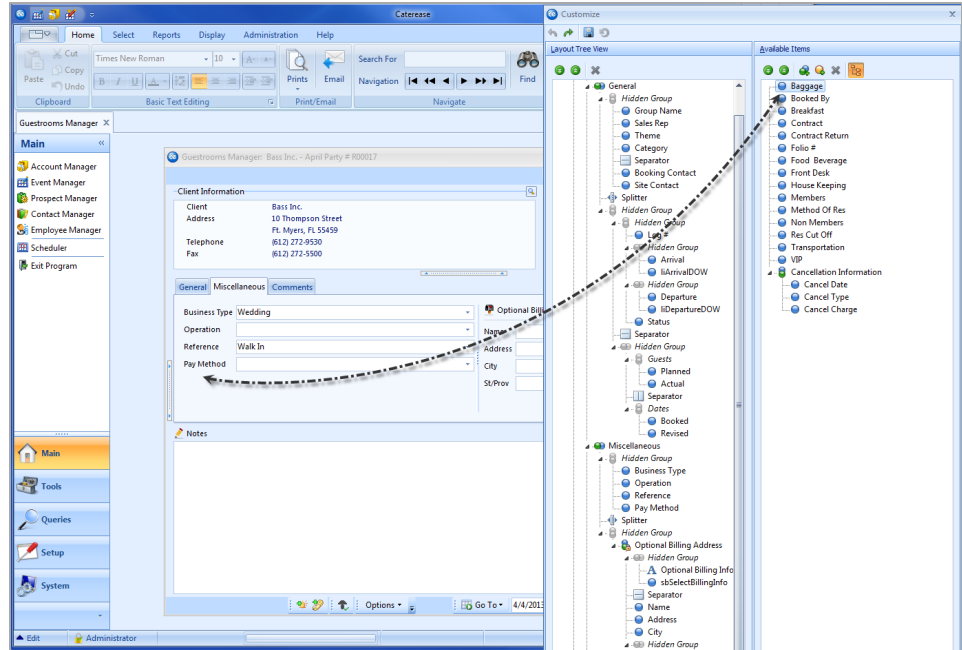 Caterease
Customize
Home Select Reports Display Administration Help
Cut
Copy
Undo
Paste
Times New Roman 10
B I U A
Prints Email
Search For
Navigation
Find
Clipboard Basic Text Editing Print/Email Navigate
Guestrooms Manager X
Main
Account Manager
Event Manager
Prospect Manager
Contact Manager
Employee Manager
Scheduler
Exit Program
Main
Tools
Queries
Setup
System
Guestrooms Manager: Bass Inc. - April Party # R00017
Client Information
Client Bass Inc.
Address 10 Thompson Street
Ft. Myers, FL 55459
Telephone (612) 272-9530
Fax (612) 272-5500
General Miscellaneous Comments
Business Type Wedding
Operation
Reference Walk In
Pay Method
Optional Billi
Name
Address
City
St/Prov
Notes
Options Go To 4/4/2013
Edit Administrator
Layout Tree View
General
Hidden Group
Group Name
Sales Rep
Theme
Category
Separator
Booking Contact
Site Contact
Splitter
Hidden Group
Hidden Group
Log #
Hidden Group
Arrival
liArrivalDOW
Hidden Group
Departure
liDepartureDOW
Status
Separator
Hidden Group
Guests
Planned
Actual
Separator
Dates
Booked
Revised
Miscellaneous
Hidden Group
Business Type
Operation
Reference
Pay Method
Splitter
Hidden Group
Optional Billing Address
Hidden Group
A Optional Billing Info
sbSelectBillingInfo
Separator
Name
Address
City
Hidden Group
Available Items
Baggage
Booked By
Breakfast
Contract
Contract Return
Folio #
Food Beverage
Front Desk
House Keeping
Members
Method Of Res
Non Members
Res Cut Off
Transportation
VIP
Cancellation Information
Cancel Date
Cancel Type
Cancel Charge